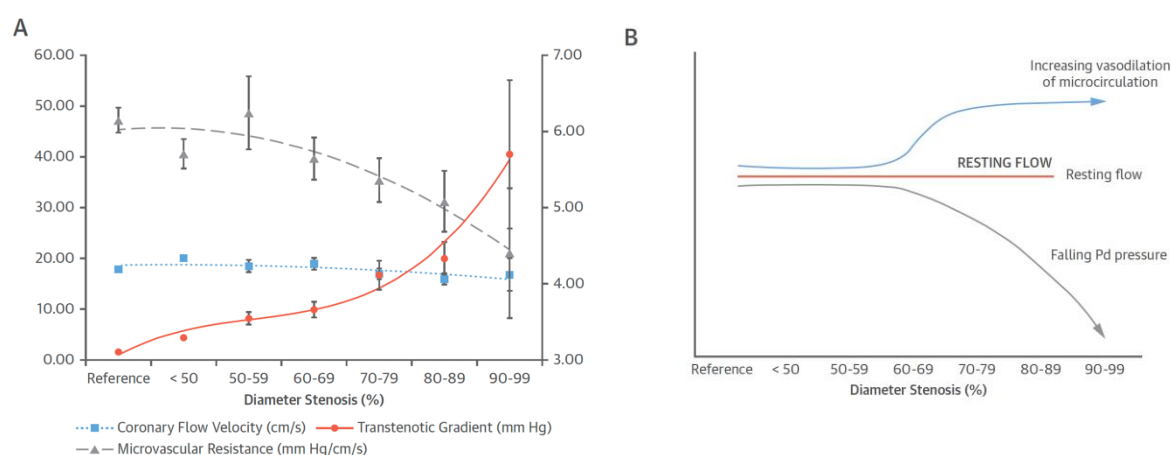 A
60.00
50.00
40.00
30.00
20.00
10.00
0.00
7.00
6.00
5.00
4.00
3.00
Reference < 50 50-59 60-69 70-79 80-89 90-99
Diameter Stenosis (%)
Coronary Flow Velocity (cm/s) Transtenotic Gradient (mm Hg)
Microvascular Resistance (mm Hg/cm/s)
B
Increasing vasodilation
of microcirculation
RESTING FLOW
Resting flow
Falling Pd pressure
Reference < 50 50-59 60-69 70-79 80-89 90-99
Diameter Stenosis (%)